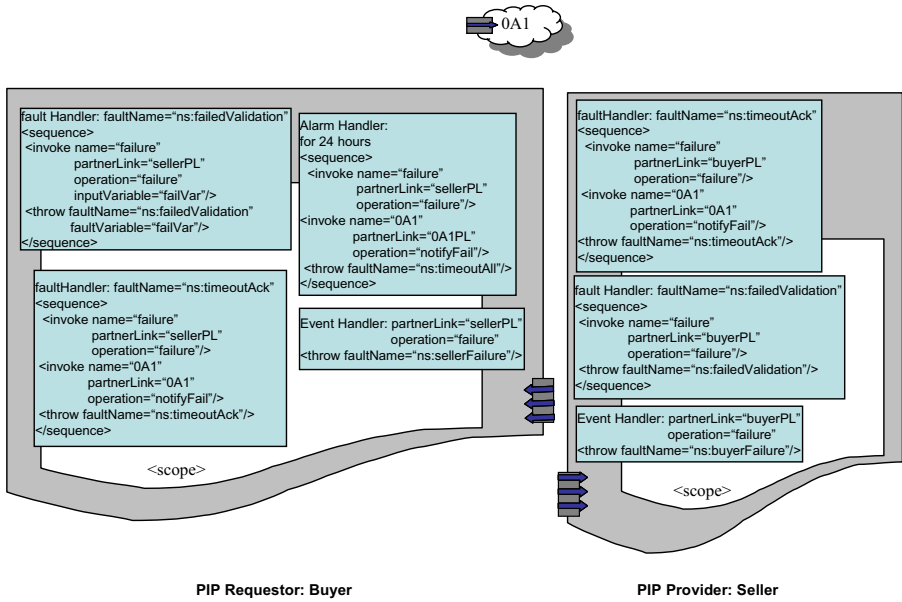 0A1
fault Handler: faultName=“ns:failedValidation”
<sequence>
<invoke name=“failure”
partnerLink=“sellerPL”
operation=“failure”
inputVariable=“failVar”/>
<throw faultName=“ns:failedValidation”
faultVariable=“failVar”/>
</sequence>
faultHandler: faultName=“ns:timeoutAck”
<sequence>
<invoke name=“failure”
partnerLink=“sellerPL”
operation=“failure”/>
<invoke name=“0A1”
partnerLink=“0A1”
operation=“notifyFail”/>
<throw faultName=“ns:timeoutAck”/>
</sequence>
Alarm Handler:
for 24 hours
<sequence>
<invoke name=“failure”
partnerLink=“sellerPL”
operation=“failure”/>
<invoke name=“0A1”
partnerLink=“0A1PL”
operation=“notifyFail”/>
<throw faultName=“ns:timeoutAll”/>
</sequence>
Event Handler: partnerLink=“sellerPL”
operation=“failure”
<throw faultName=“ns:sellerFailure”/>
<scope>
faultHandler: faultName=“ns:timeoutAck”
<sequence>
<invoke name=“failure”
partnerLink=“buyerPL”
operation=“failure”/>
<invoke name=“0A1”
partnerLink=“0A1”
operation=“notifyFail”/>
<throw faultName=“ns:timeoutAck”/>
</sequence>
fault Handler: faultName=“ns:failedValidation”
<sequence>
<invoke name=“failure”
partnerLink=“buyerPL”
operation=“failure”/>
<throw faultName=“ns:failedValidation”/>
</sequence>
Event Handler: partnerLink=“buyerPL”
operation=“failure”
<throw faultName=“ns:buyerFailure”/>
<scope>
PIP Requestor: Buyer
PIP Provider: Seller